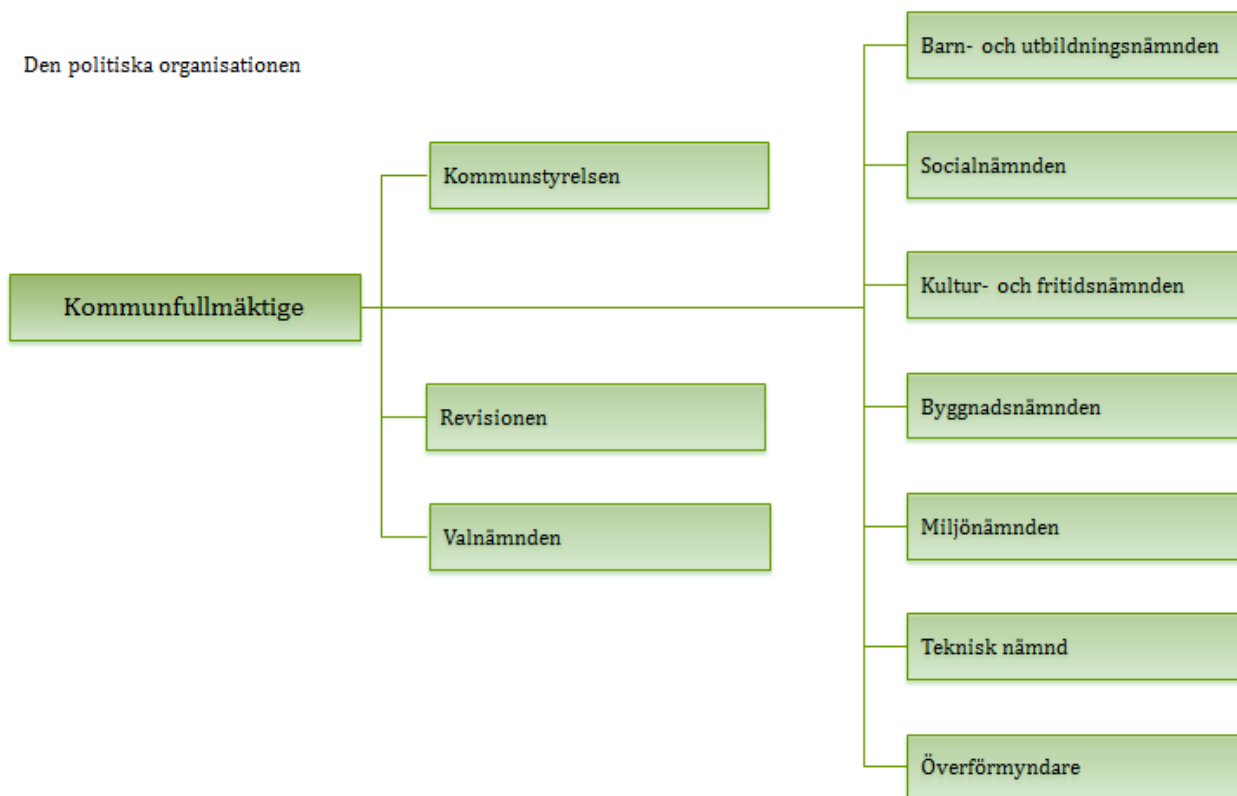 Den politiska organisationen
Kommunfullmäktige
Kommunstyrelsen
Revisionen
Valnämnden
Barn- och utbildningsnämnden
Socialnämnden
Kultur- och fritidsnämnden
Byggnadsnämnden
Miljönämnden
Teknisk nämnd
Överförmyndare